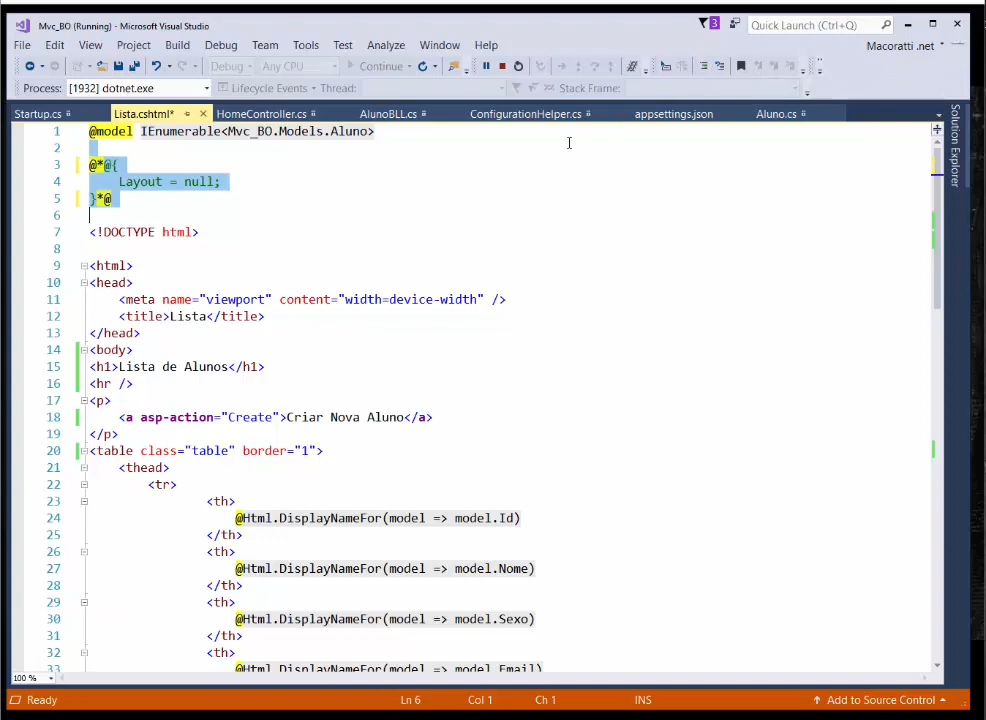 Mvc_BO (Running) - Microsoft Visual Studio
3
Quick Launch (Ctrl+Q)
File Edit View Project Build Debug Team Tools Test Analyze Window Help
Macoratti .net
Debug Any CPU Continue
Process: [1932] dotnet.exe Lifecycle Events Thread: Stack Frame:
Startup.cs Lista.cshtml* HomeController.cs AlunoBLL.cs ConfigurationHelper.cs appsettings.json Aluno.cs
Solution Explorer
1 @model IEnumerable<Mvc_BO.Models.Aluno>
2
3 @*@{
4 Layout = null;
5 }*@
6
7 <!DOCTYPE html>
8
9 <html>
10 <head>
11 <meta name="viewport" content="width=device-width" />
12 <title>Lista</title>
13 </head>
14 <body>
15 <h1>Lista de Alunos</h1>
16 <hr />
17 <p>
18 <a asp-action="Create">Criar Nova Aluno</a>
19 </p>
20 <table class="table" border="1">
21 <thead>
22 <tr>
23 <th>
24 @Html.DisplayNameFor(model => model.Id)
25 </th>
26 <th>
27 @Html.DisplayNameFor(model => model.Nome)
28 </th>
29 <th>
30 @Html.DisplayNameFor(model => model.Sexo)
31 </th>
32 <th>
33 @Html.DisplayNameFor(model => model.Email)
100 %
Ready Ln 6 Col 1 Ch 1 INS Add to Source Control